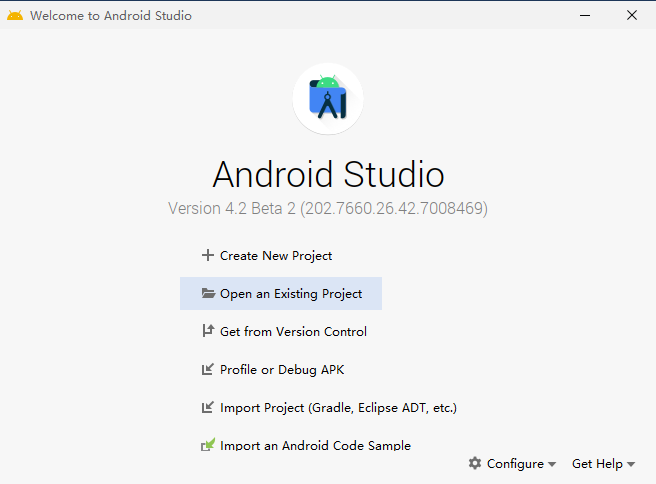 Welcome to Android Studio
Android Studio
Version 4.2 Beta 2 (202.7660.26.42.7008469)
Create New Project
Open an Existing Project
Get from Version Control
Profile or Debug APK
Import Project (Gradle, Eclipse ADT, etc.)
Import an Android Code Sample
Configure
Get Help